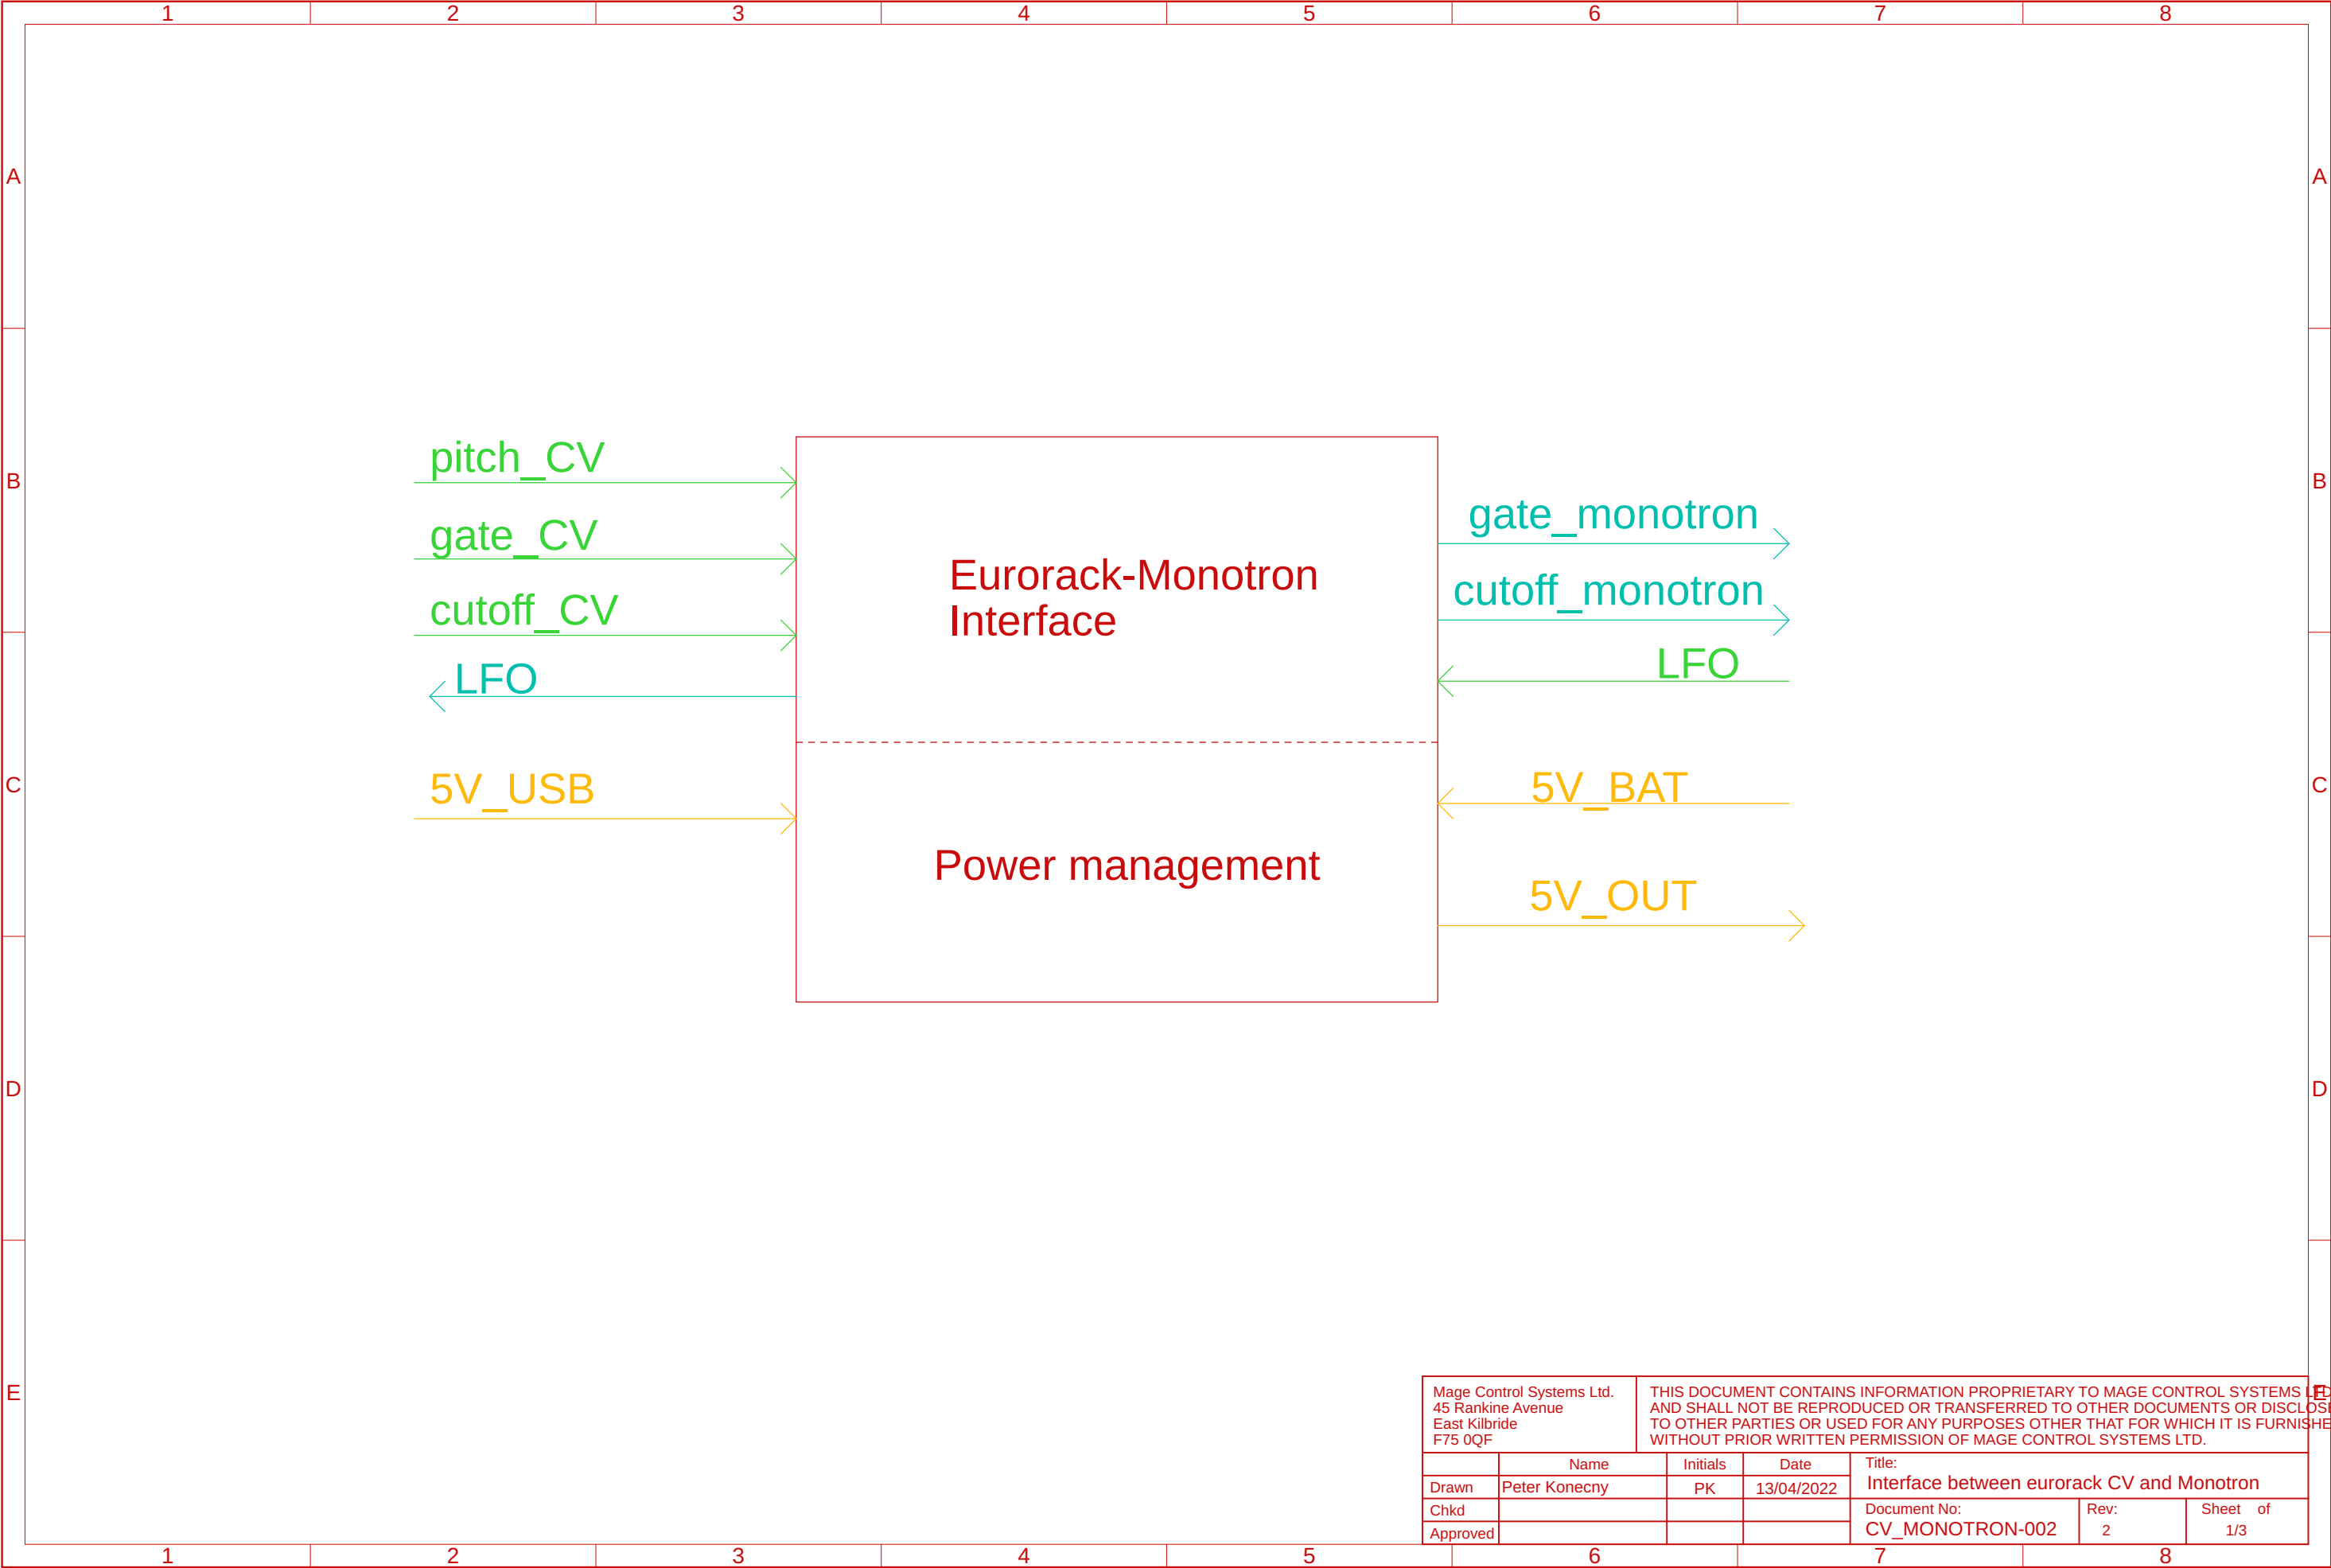 1 2 3 4 5 6 7 8
A A
B B
pitch_CV
gate_CV
cutoff_CV
LFO
5V_USB
Eurorack-Monotron
Interface
Power management
gate_monotron
cutoff_monotron
LFO
5V_BAT
5V_OUT
C C
D D
E E
Mage Control Systems Ltd.
45 Rankine Avenue
East Kilbride
F75 0QF
THIS DOCUMENT CONTAINS INFORMATION PROPRIETARY TO MAGE CONTROL SYSTEMS LTD
AND SHALL NOT BE REPRODUCED OR TRANSFERRED TO OTHER DOCUMENTS OR DISCLOSE
TO OTHER PARTIES OR USED FOR ANY PURPOSES OTHER THAT FOR WHICH IT IS FURNISHE
WITHOUT PRIOR WRITTEN PERMISSION OF MAGE CONTROL SYSTEMS LTD.
Name Initials Date
Drawn Peter Konecny PK 13/04/2022
Chkd
Approved
Title:
Interface between eurorack CV and Monotron
Document No:
CV_MONOTRON-002
Rev:
2
Sheet of
1/3
1 2 3 4 5 6 7 8